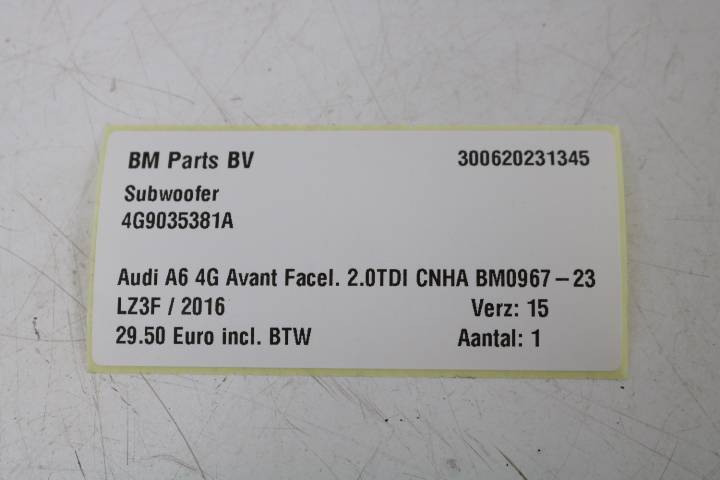 BM Parts BV 300620231345
Subwoofer
4G9035381A
Audi A6 4G Avant Facel. 2.0TDI CNHA BM0967-23
LZ3F / 2016 Verz: 15
29.50 Euro incl. BTW Aantal: 1